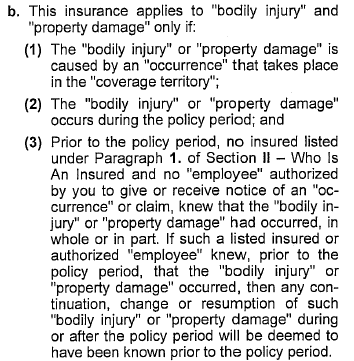 b. This insurance applies to "bodily injury" and
"property damage" only if:
(1) The "bodily injury" or "property damage" is
caused by an "occurrence" that takes place
in the "coverage territory";
(2) The "bodily injury" or "property damage"
occurs during the policy period; and
(3) Prior to the policy period, no insured listed
under Paragraph 1. of Section II – Who Is
An Insured and no "employee" authorized
by you to give or receive notice of an "oc-
currence" or claim, knew that the "bodily in-
jury" or "property damage" had occurred, in
whole or in part. If such a listed insured or
authorized "employee" knew, prior to the
policy period, that the "bodily injury" or
"property damage" occurred, then any con-
tinuation, change or resumption of such
"bodily injury" or "property damage" during
or after the policy period will be deemed to
have been known prior to the policy period.